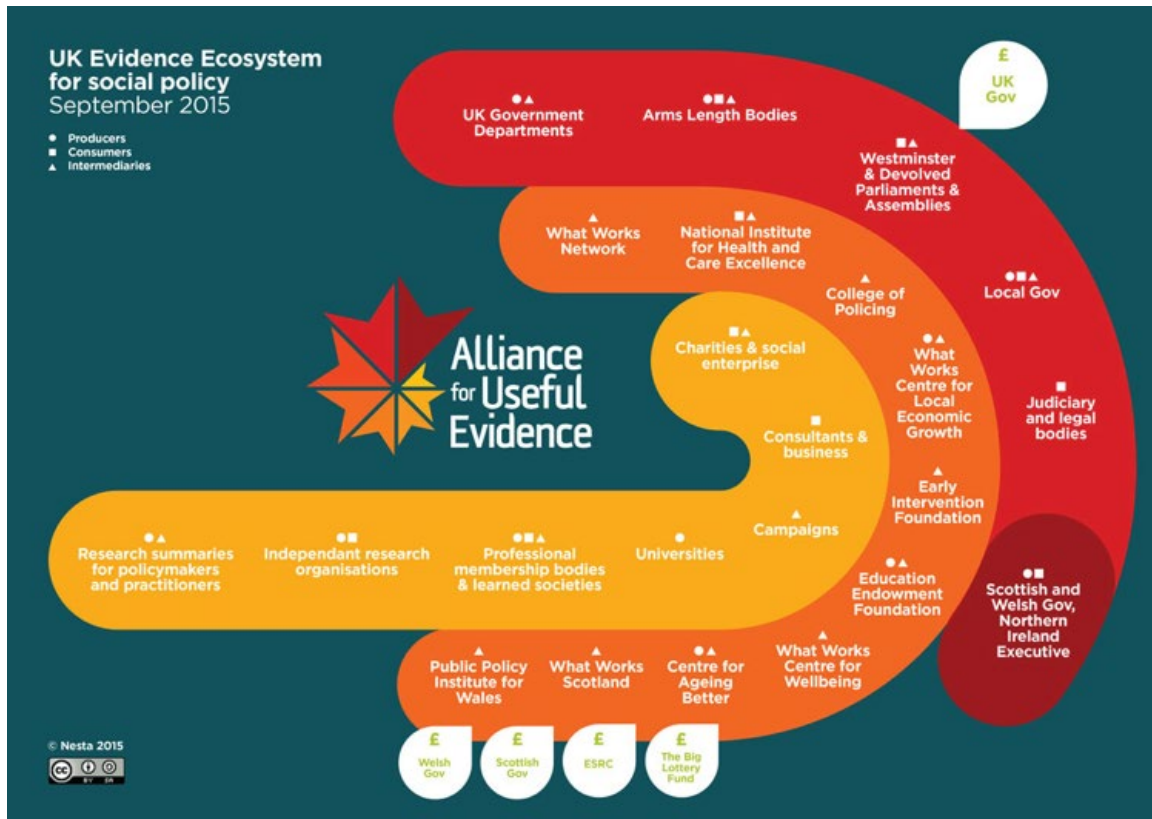 UK Evidence Ecosystem
for social policy
September 2015
Producers
Consumers
Intermediaries
£
UK
Gov
UK Government
Departments
Arms Length Bodies
Westminster
& Devolved
Parliaments &
Assemblies
Local Gov
Judiciary
and legal
bodies
Scottish and
Welsh Gov,
Northern
Ireland
Executive
What Works
Network
National Institute
for Health and
Care Excellence
College of
Policing
What
Works
Centre for
Local
Economic
Growth
Early
Intervention
Foundation
Education
Endowment
Foundation
What Works
Centre for
Wellbeing
Centre for
Ageing
Better
What Works
Scotland
Public Policy
Institute for
Wales
Charities & social
enterprise
Consultants &
business
Campaigns
Universities
Professional
membership bodies
& learned societies
Independant research
organisations
Research summaries
for policymakers
and practitioners
Alliance
for Useful
Evidence
£
Welsh
Gov
£
Scottish
Gov
£
ESRC
£
The Big
Lottery
Fund
© Nesta 2015
cc
BY